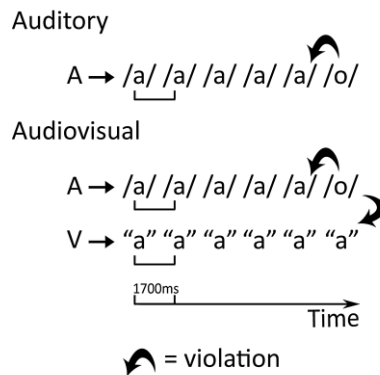 Auditory
A → /a/ /a/ /a/ /a/ /a/ /o/
Audiovisual
A → /a/ /a/ /a/ /a/ /a/ /o/
V → “a” “a” “a” “a” “a” “a”
1700ms
Time
= violation